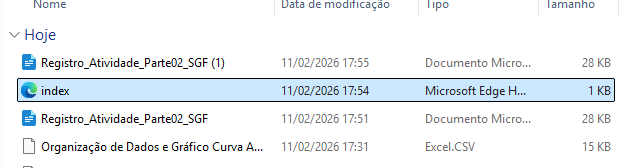 Nome Data de modificação Tipo Tamanho
Hoje
Registro_Atividade_Parte02_SGF (1) 11/02/2026 17:55 Documento Micro... 28 KB
index 11/02/2026 17:54 Microsoft Edge H... 1 KB
Registro_Atividade_Parte02_SGF 11/02/2026 17:51 Documento Micro... 28 KB
Organização de Dados e Gráfico Curva A... 11/02/2026 17:31 Excel.CSV 15 KB